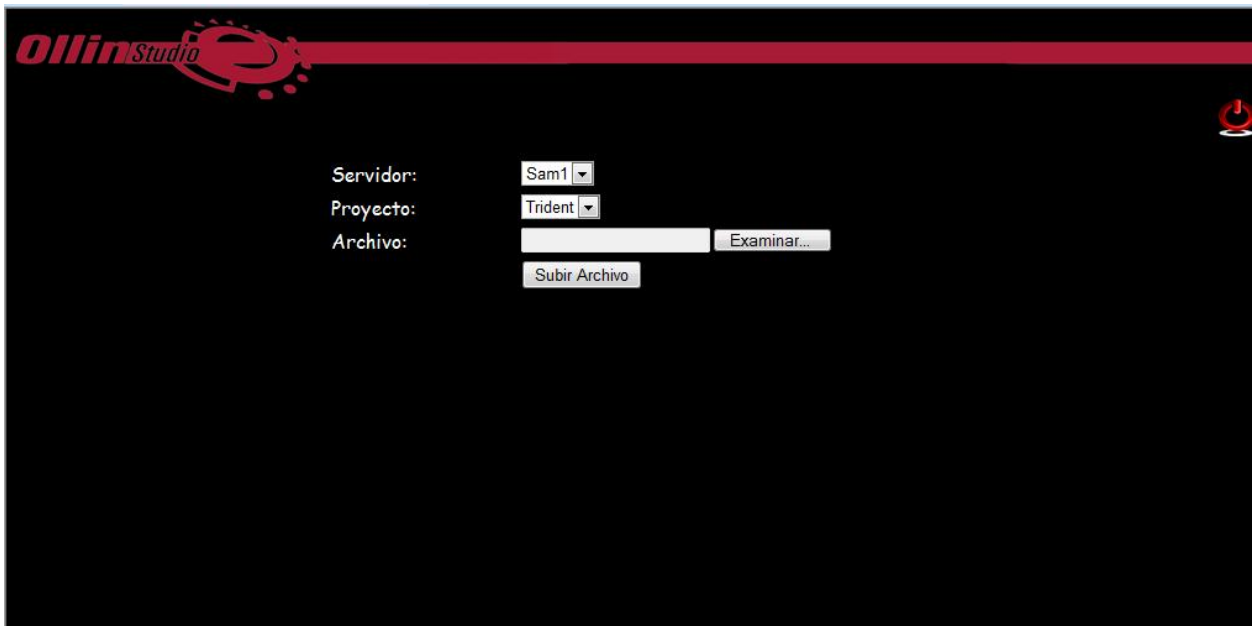 Ollin Studio
Servidor: Sam1
Proyecto: Trident
Archivo: Examinar...
Subir Archivo